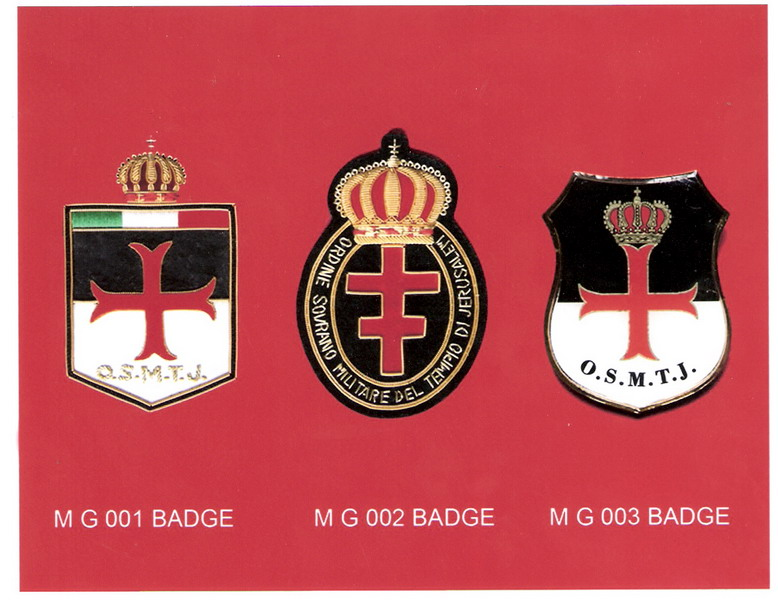 O.S.M.T.J.
ORDINE SOVRANO MILITARE DEL TEMPIO DI JERUSALEM
O.S.M.T.J.
M G 001 BADGE
M G 002 BADGE
M G 003 BADGE